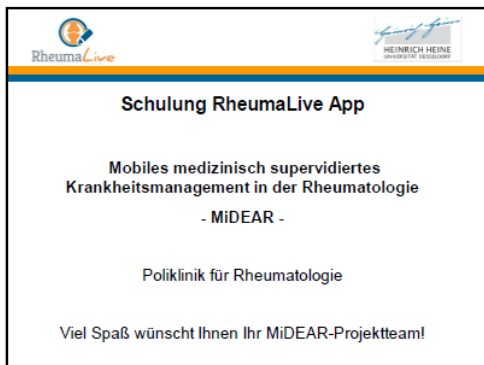 RheumaLive
HEINRICH HEINE
UNIVERSITÄT DÜSSELDORF
Schulung RheumaLive App
Mobiles medizinisch supervidiertes
Krankheitsmanagement in der Rheumatologie
- MiDEAR -
Poliklinik für Rheumatologie
Viel Spaß wünscht Ihnen Ihr MiDEAR-Projektteam!